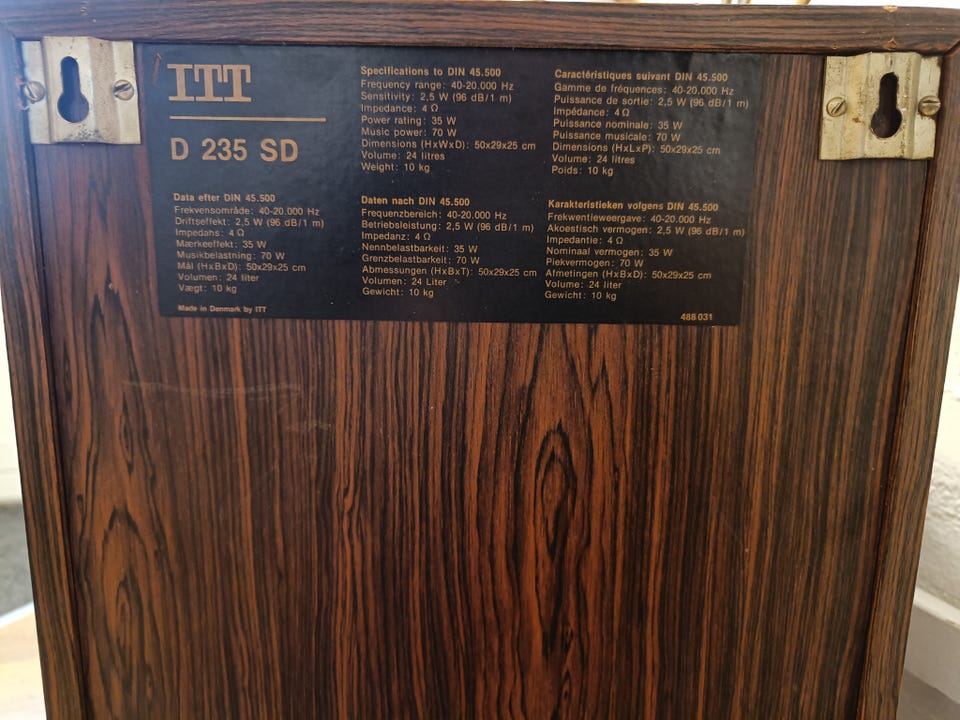 ITT
D 235 SD
Specifications to DIN 45.500
Frequency range: 40-20.000 Hz
Sensitivity: 2,5 W (96 dB/1 m)
Impedance: 4 Ω
Power rating: 35 W
Music power: 70 W
Dimensions (HxWxD): 50x29x25 cm
Volume: 24 litres
Weight: 10 kg
Caractéristiques suivant DIN 45.500
Gamme de fréquences: 40-20.000 Hz
Puissance de sortie: 2,5 W (96 dB/1 m)
Impédance: 4 Ω
Puissance nominale: 35 W
Puissance musicale: 70 W
Dimensions (HxLxP): 50x29x25 cm
Volume: 24 litres
Poids: 10 kg
Data efter DIN 45.500
Frekvensområde: 40-20.000 Hz
Driftseffekt: 2,5 W (96 dB/1 m)
Impedahs: 4 Ω
Mærkeeffekt: 35 W
Musikbelastning: 70 W
Mål (HxBxD): 50x29x25 cm
Volumen: 24 liter
Vægt: 10 kg
Made in Denmark by ITT
Daten nach DIN 45.500
Frequenzbereich: 40-20.000 Hz
Betriebsleistung: 2,5 W (96 dB/1 m)
Impedanz: 4 Ω
Nennbelastbarkeit: 35 W
Grenzbelastbarkeit: 70 W
Abmessungen (HxBxT): 50x29x25 cm
Volumen: 24 Liter
Gewicht: 10 kg
Karakteristieken volgens DIN 45.500
Frekwentieweergave: 40-20.000 Hz
Akoestisch vermogen: 2,5 W (96 dB/1 m)
Impedantie: 4 Ω
Nominaal vermogen: 35 W
Piekvermogen: 70 W
Afmetingen (HxBxD): 50x29x25 cm
Volume: 24 liter
Gewicht: 10 kg
488 031